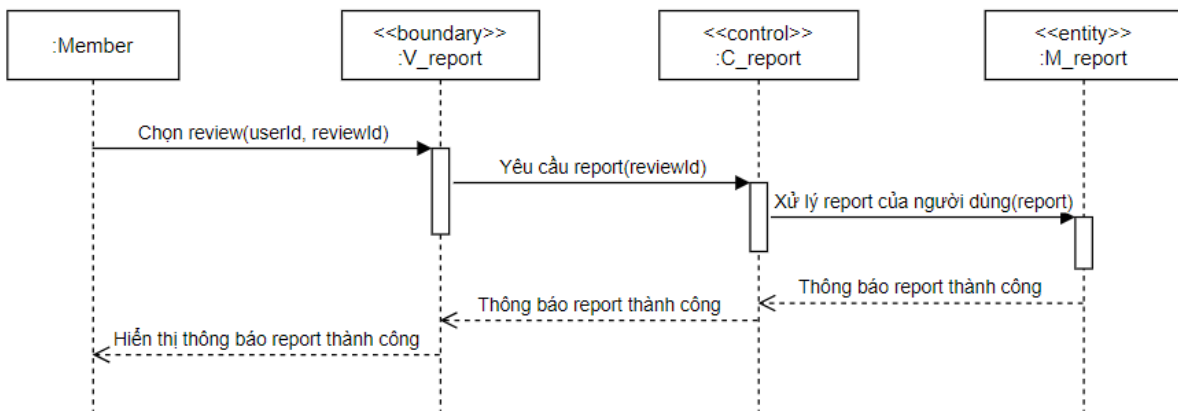 :Member
<<boundary>>
:V_report
<<control>>
:C_report
<<entity>>
:M_report
Chọn review(userId, reviewId)
Yêu cầu report(reviewId)
Xử lý report của người dùng(report)
Thông báo report thành công
Thông báo report thành công
Hiển thị thông báo report thành công